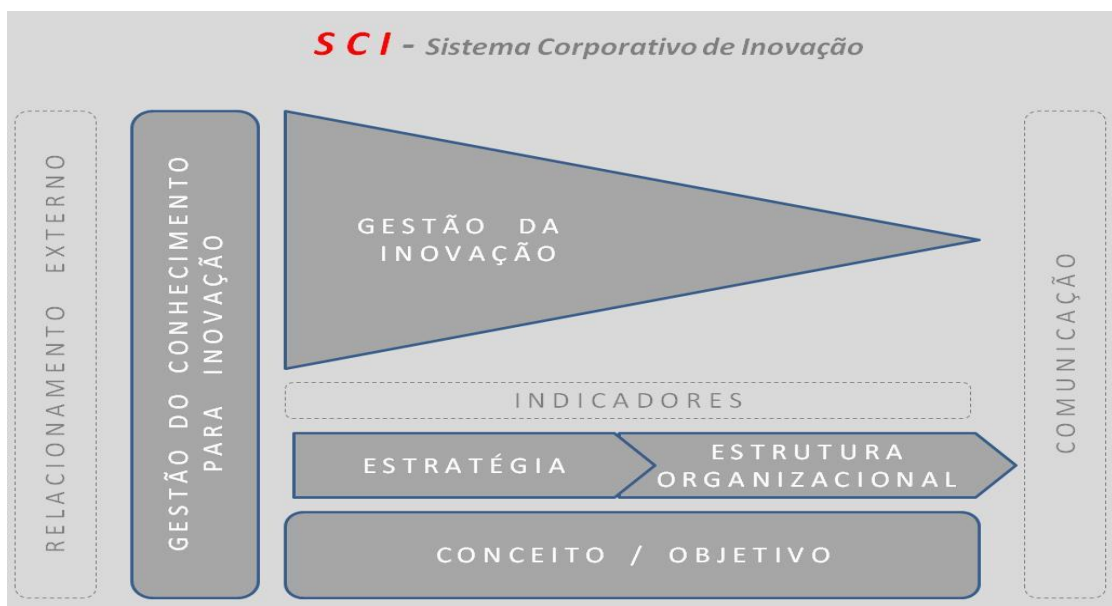 S C I - Sistema Corporativo de Inovação
RELACIONAMENTO EXTERNO
GESTÃO DO CONHECIMENTO
PARA INOVAÇÃO
GESTÃO DA
INOVAÇÃO
INDICADORES
ESTRATÉGIA
ESTRUTURA
ORGANIZACIONAL
CONCEITO / OBJETIVO
COMUNICAÇÃO